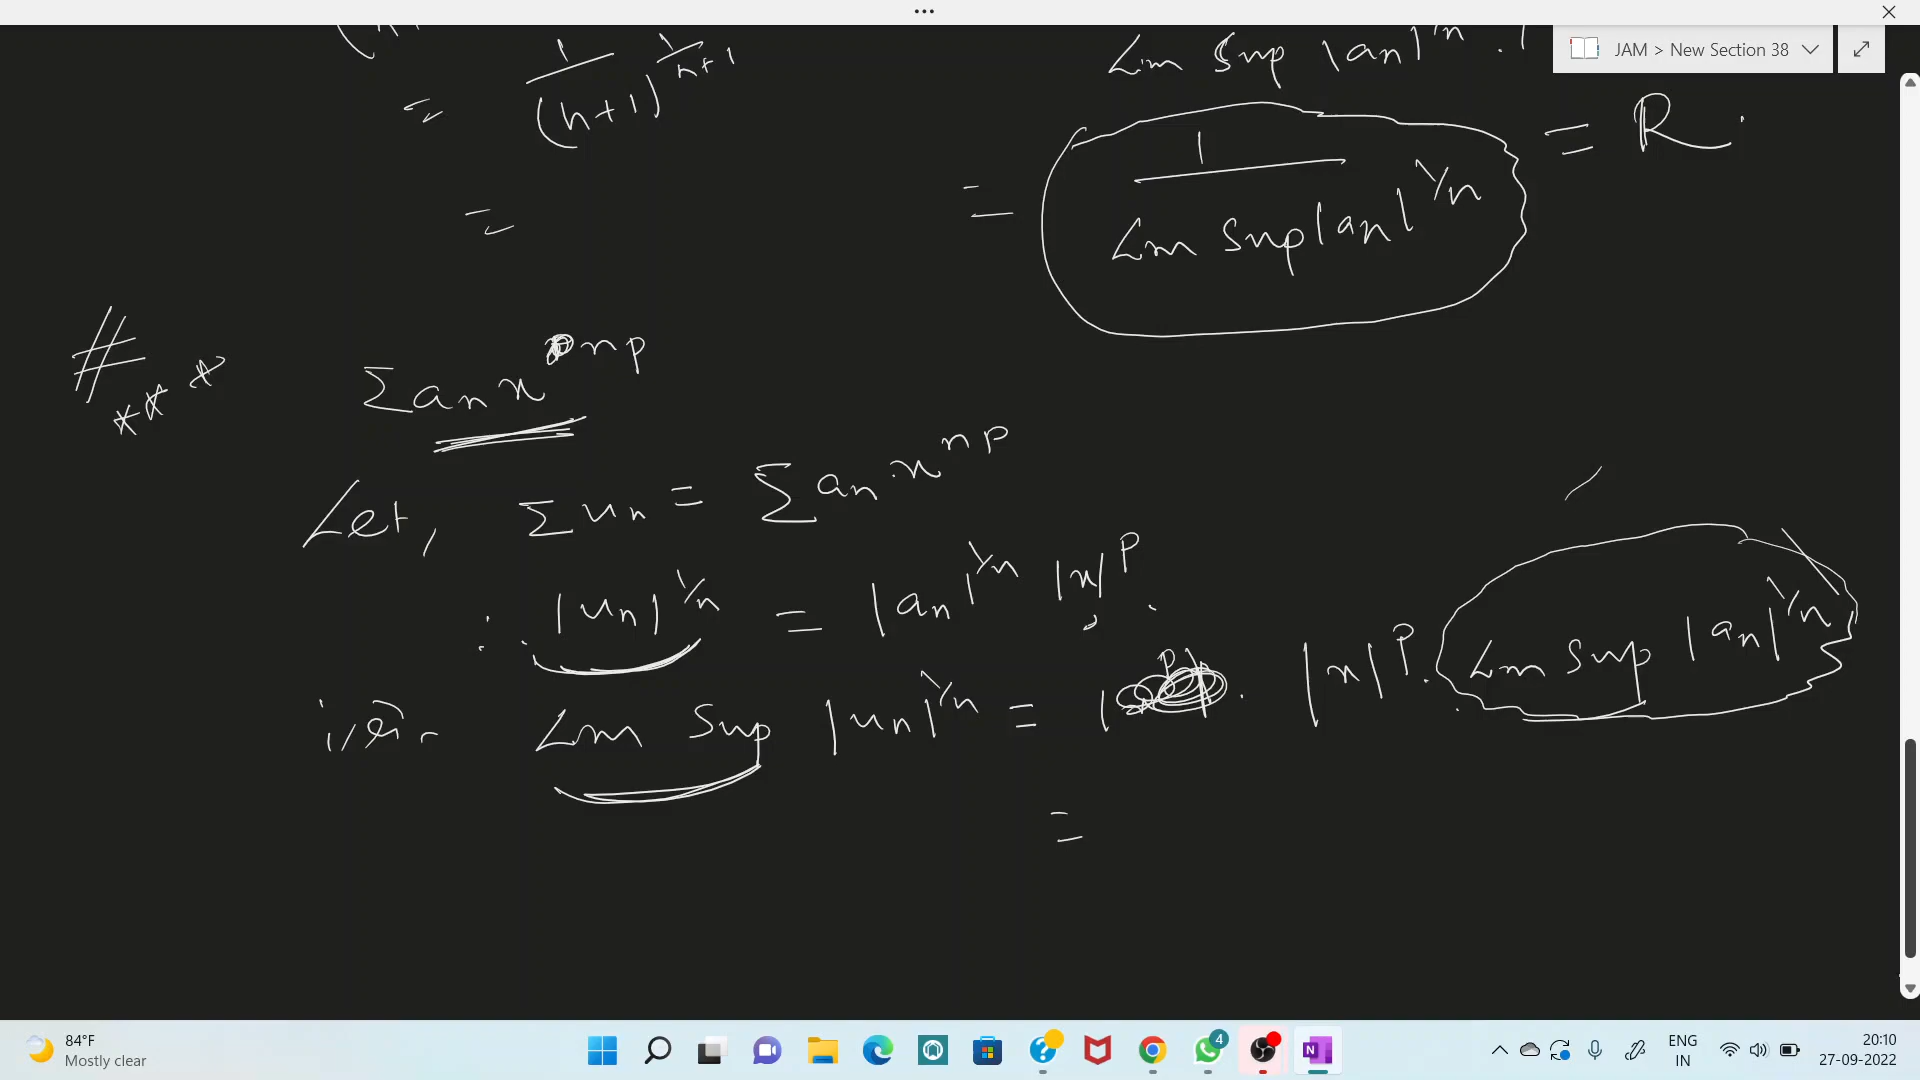 Lim Sup |an|^1/n .
JAM > New Section 38
= 1/(n+1)^1/n+1
= 1/Lim Sup |an|^1/n = R.
=
# ***
Σ an x^np
Let, Σ un = Σ an . x^np
∴ |un|^1/n = |an|^1/n |x|^p .
i.e. Lim Sup |un|^1/n = |x|^p . Lim Sup |an|^1/n
=
84°F
Mostly clear
4
ENG
IN
20:10
27-09-2022